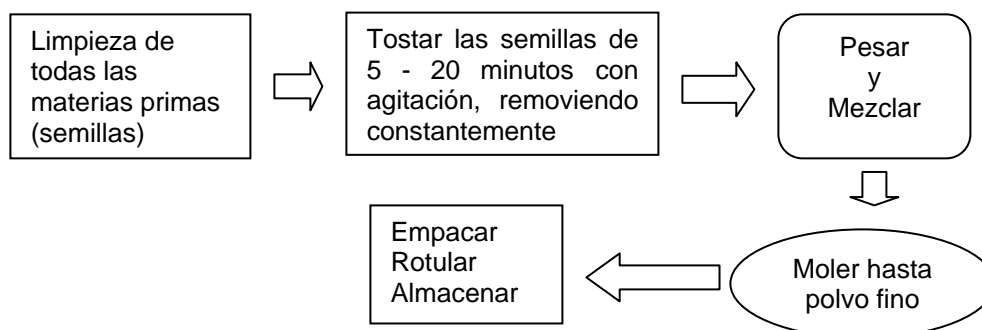 Limpieza de
todas las
materias primas
(semillas)
Tostar las semillas de
5 - 20 minutos con
agitación, removiendo
constantemente
Pesar
y
Mezclar
Moler hasta
polvo fino
Empacar
Rotular
Almacenar